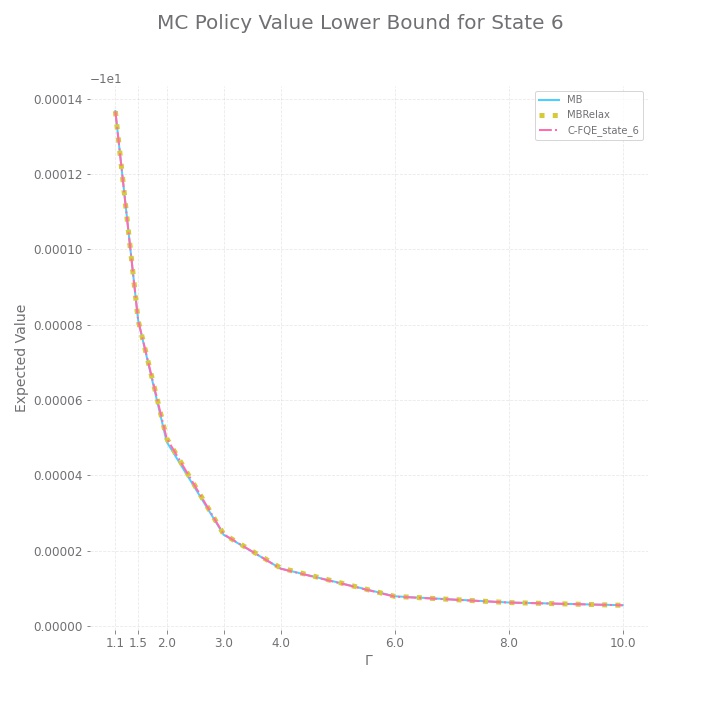 MC Policy Value Lower Bound for State 6
−1e1
0.00014
0.00012
0.00010
0.00008
0.00006
0.00004
0.00002
0.00000
Expected Value
MB
MBRelax
C-FQE_state_6
1.1 1.5 2.0 3.0 4.0 6.0 8.0 10.0
Γ